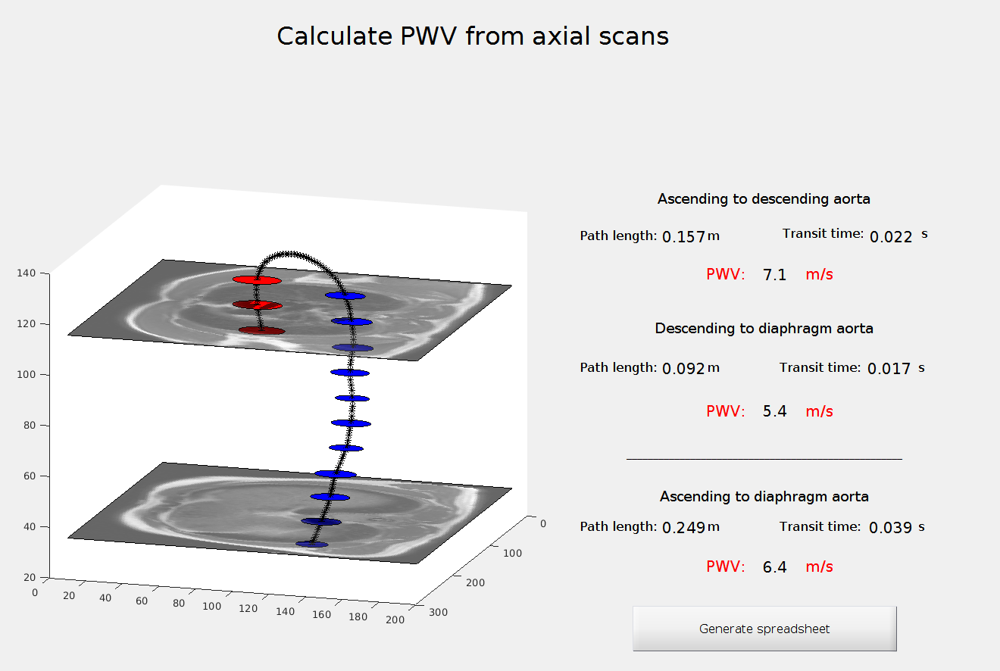 Calculate PWV from axial scans
Ascending to descending aorta
Path length: 0.157 m Transit time: 0.022 s
PWV: 7.1 m/s
Descending to diaphragm aorta
Path length: 0.092 m Transit time: 0.017 s
PWV: 5.4 m/s
Ascending to diaphragm aorta
Path length: 0.249 m Transit time: 0.039 s
PWV: 6.4 m/s
Generate spreadsheet
140
120
100
80
60
40
20
0 20 40 60 80 100 120 140 160 180 200
0
100
200
300